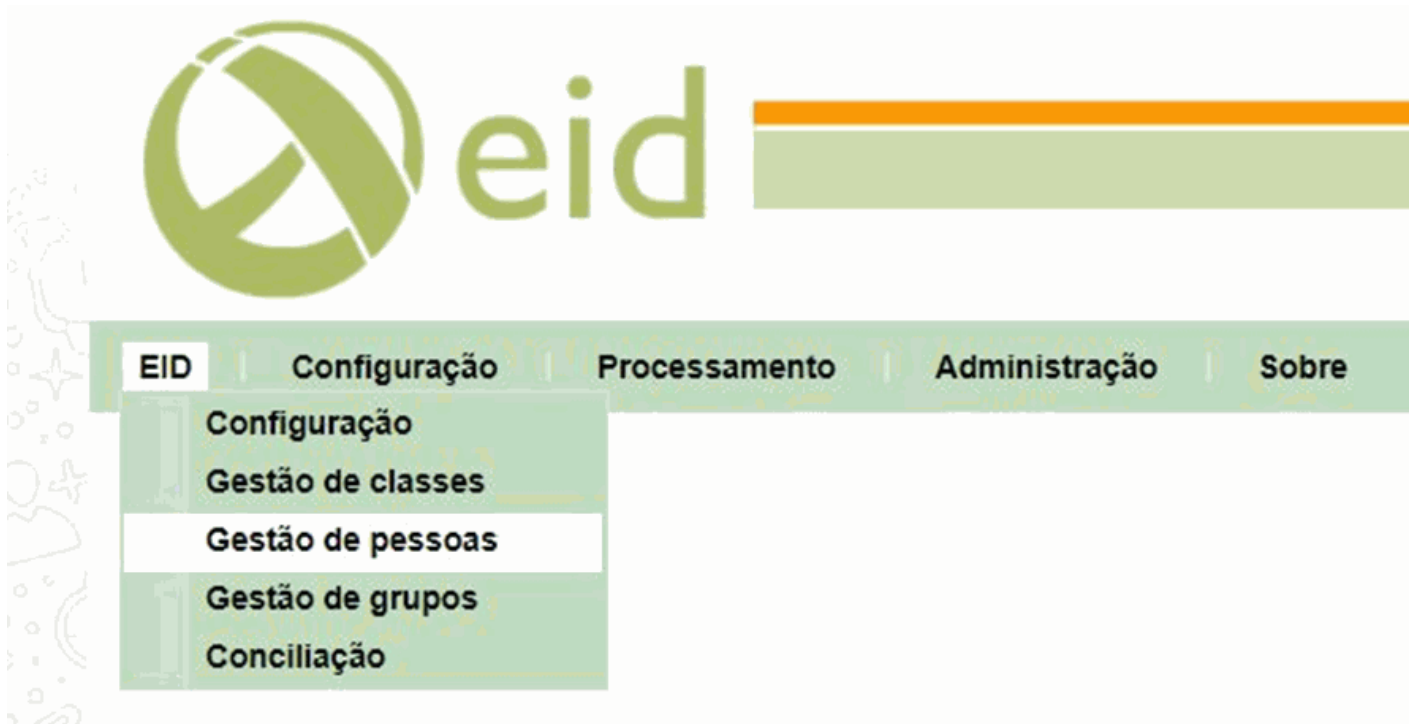 eid
EID Configuração Processamento Administração Sobre
Configuração
Gestão de classes
Gestão de pessoas
Gestão de grupos
Conciliação